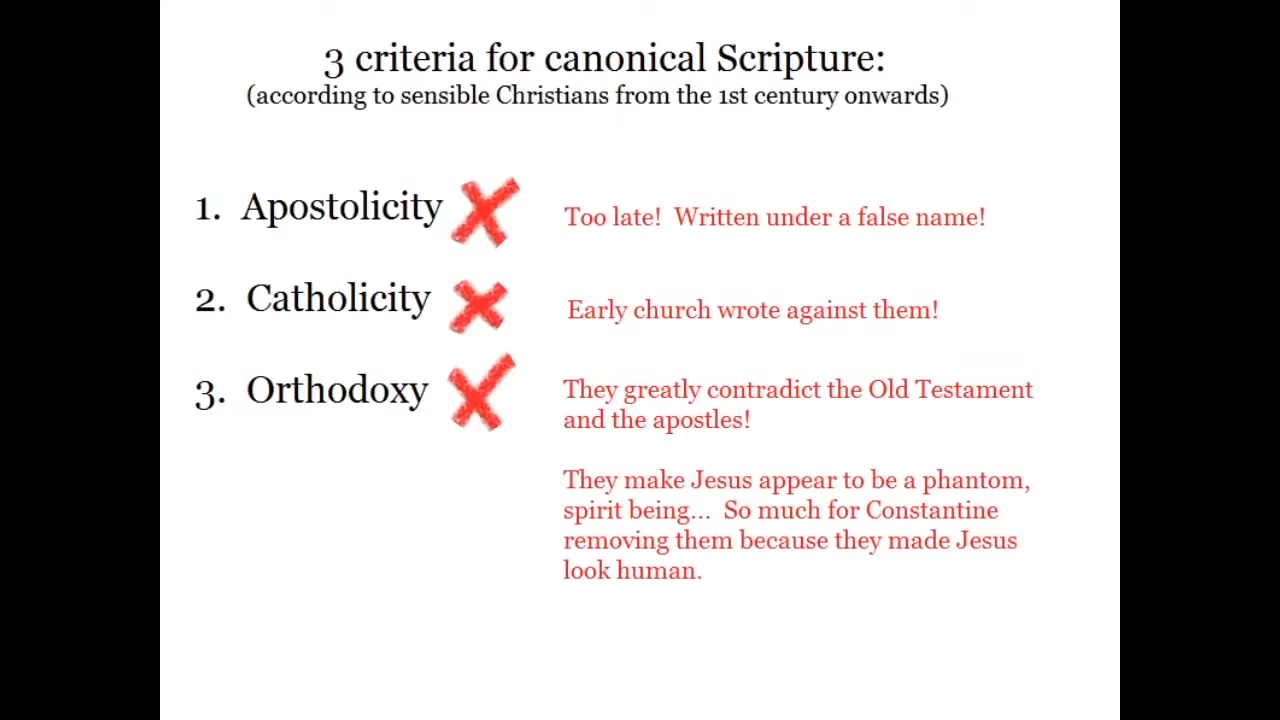 3 criteria for canonical Scripture:
(according to sensible Christians from the 1st century onwards)
1. Apostolicity
Too late! Written under a false name!
2. Catholicity
Early church wrote against them!
3. Orthodoxy
They greatly contradict the Old Testament
and the apostles!
They make Jesus appear to be a phantom,
spirit being... So much for Constantine
removing them because they made Jesus
look human.